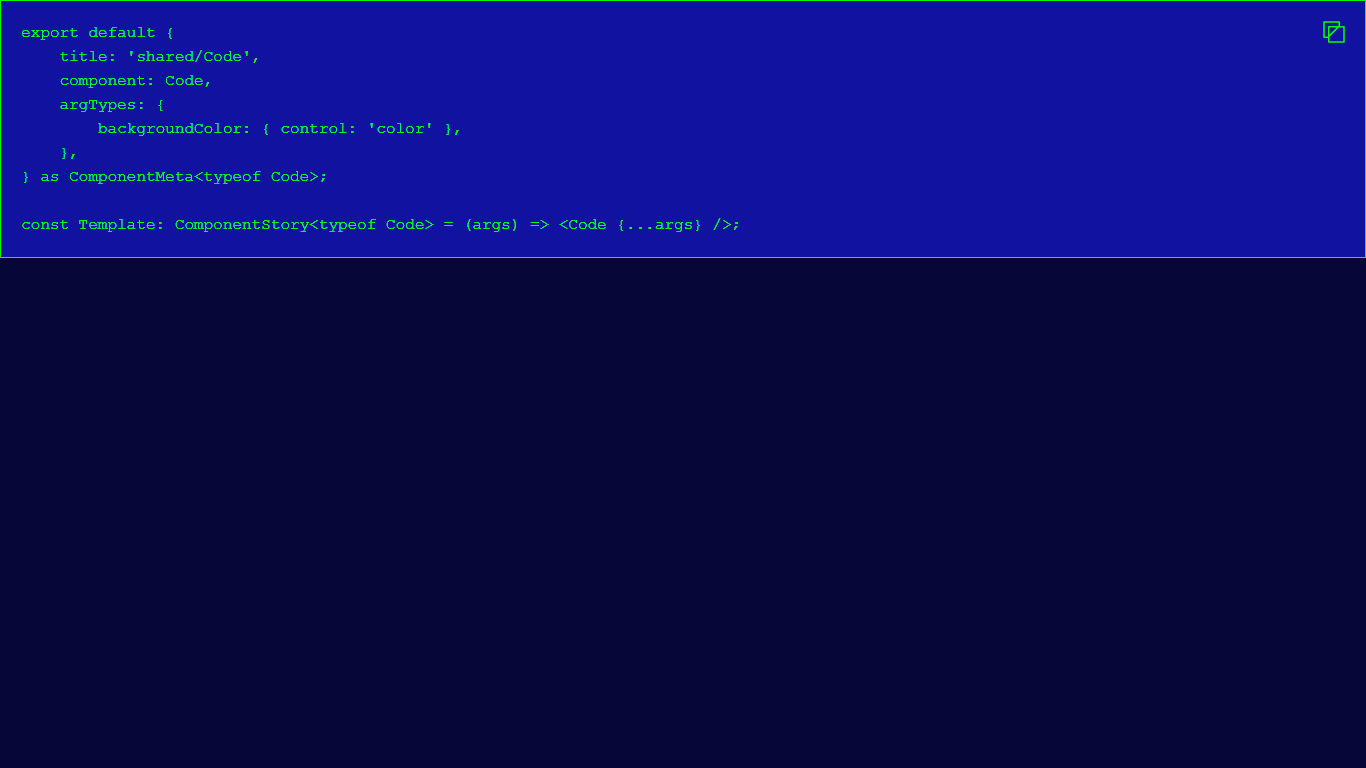 export default {
    title: 'shared/Code',
    component: Code,
    argTypes: {
        backgroundColor: { control: 'color' },
    },
} as ComponentMeta<typeof Code>;

const Template: ComponentStory<typeof Code> = (args) => <Code {...args} />;